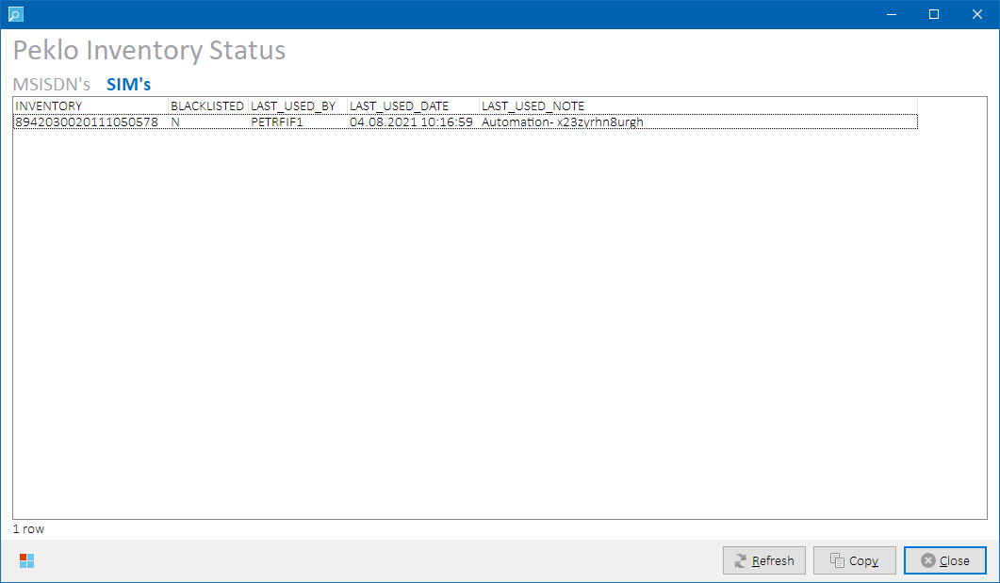 Peklo Inventory Status
MSISDN's SIM's
INVENTORY BLACKLISTED LAST_USED_BY LAST_USED_DATE LAST_USED_NOTE
8942030020111050578 N PETRFIF1 04.08.2021 10:16:59 Automation- x23zyrhn8urgh
1 row
Refresh Copy Close